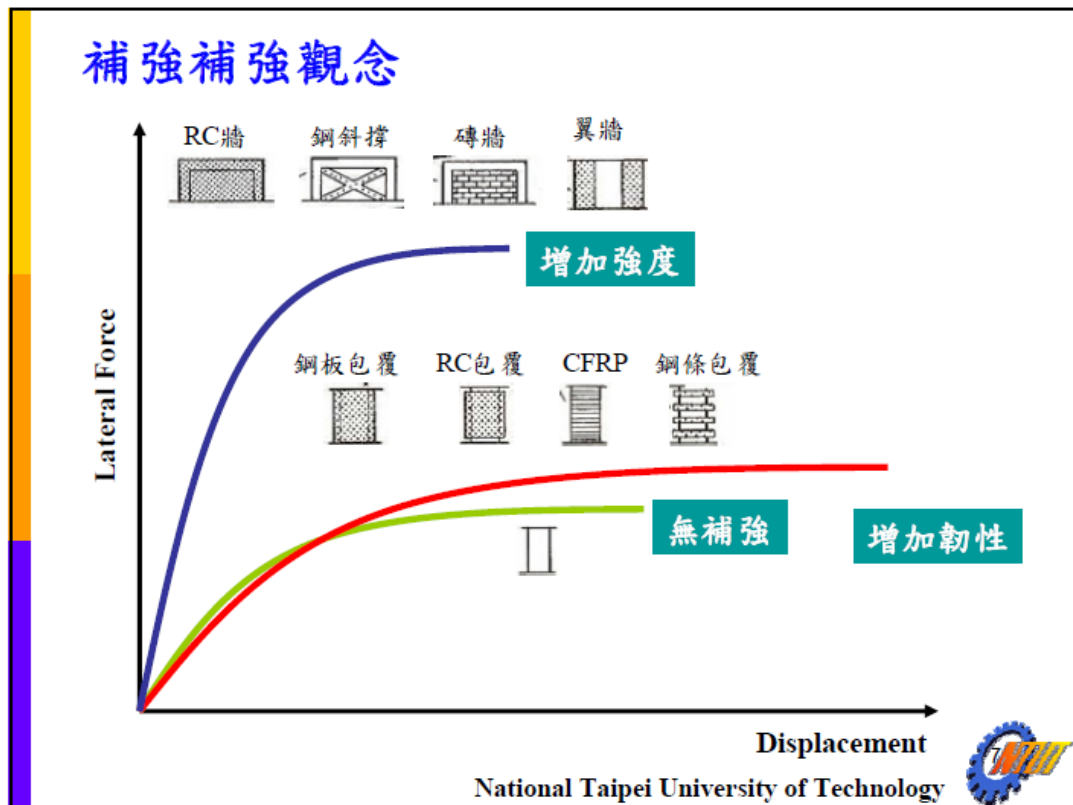 補強補強觀念
RC牆 鋼斜撐 磚牆 翼牆
增加強度
Lateral Force
鋼板包覆 RC包覆 CFRP 鋼條包覆
無補強
增加韌性
Displacement
National Taipei University of Technology
7
NTUT